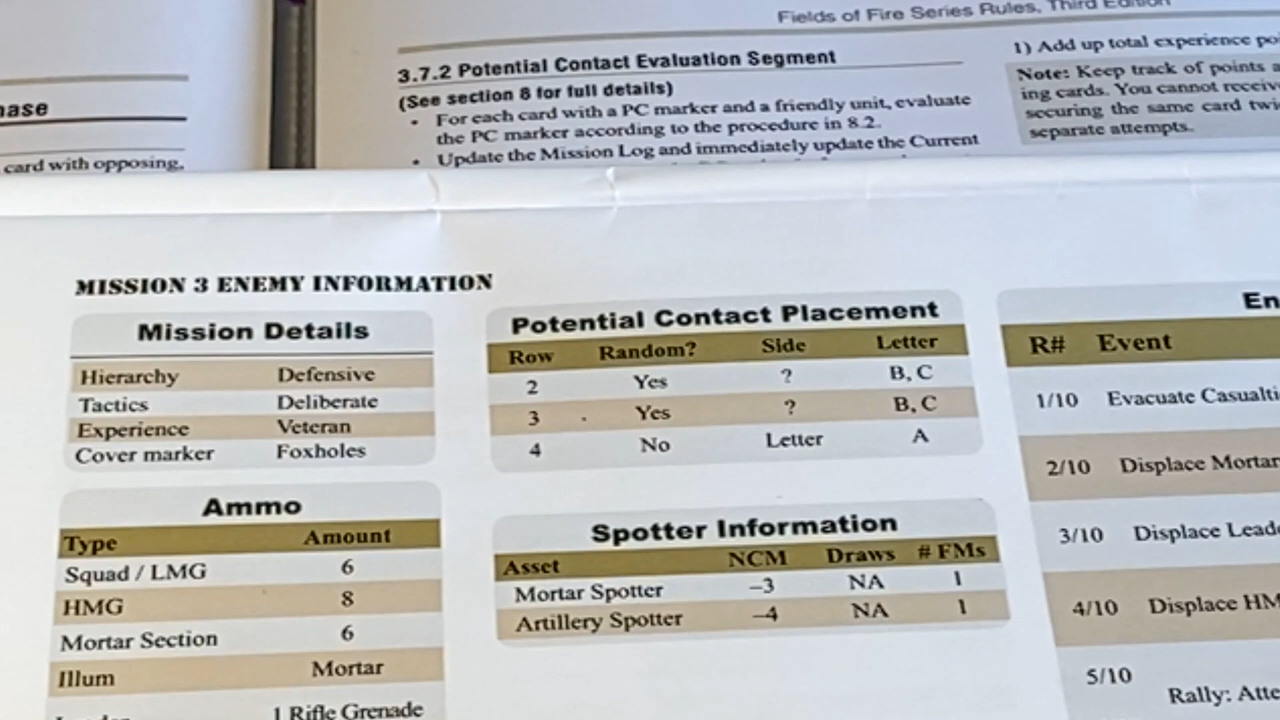 Fields of Fire Series Rules, Third Edition
hase
card with opposing,
3.7.2 Potential Contact Evaluation Segment
(See section 8 for full details)
• For each card with a PC marker and a friendly unit, evaluate
the PC marker according to the procedure in 8.2.
• Update the Mission Log and immediately update the Current
1) Add up total experience po
Note: Keep track of points a
ing cards. You cannot receiv
securing the same card twi
separate attempts.
MISSION 3 ENEMY INFORMATION
Mission Details
Hierarchy Defensive
Tactics Deliberate
Experience Veteran
Cover marker Foxholes
Ammo
Type Amount
Squad / LMG 6
HMG 8
Mortar Section 6
Illum Mortar
1 Rifle Grenade
Potential Contact Placement
Row Random? Side Letter
2 Yes ? B, C
3 Yes ? B, C
4 No Letter A
Spotter Information
Asset NCM Draws # FMs
Mortar Spotter –3 NA 1
Artillery Spotter –4 NA 1
En
R# Event
1/10 Evacuate Casualti
2/10 Displace Mortar
3/10 Displace Lead
4/10 Displace HM
5/10
Rally: Atte